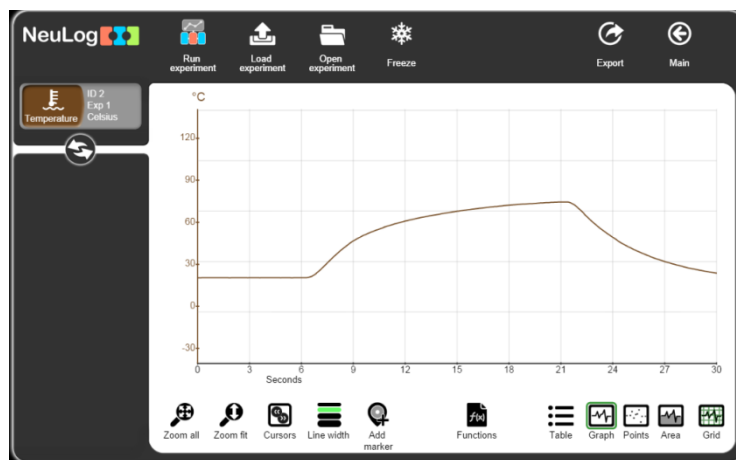 NeuLog
Run
experiment
Load
experiment
Open
experiment
Freeze
Export
Main
Temperature
ID 2
Exp 1
Celsius
°C
120
90
60
30
0
-30
0 3 6 9 12 15 18 21 24 27 30
Seconds
Zoom all
Zoom fit
Cursors
Line width
Add
marker
f(x)
Functions
Table
Graph
Points
Area
Grid